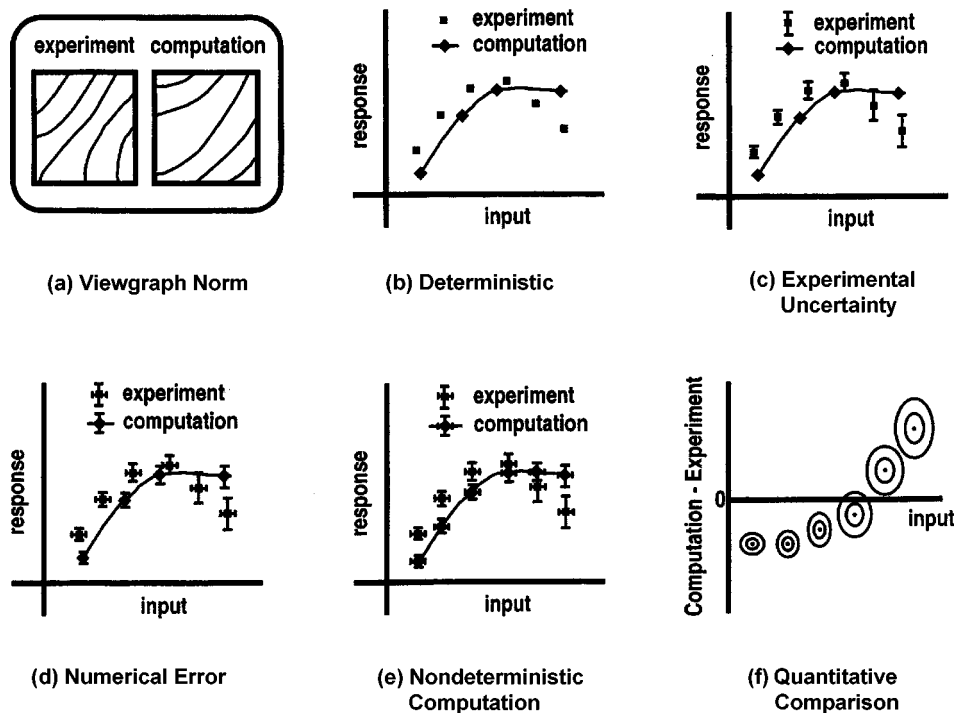 experiment computation
(a) Viewgraph Norm
experiment
computation
response
input
(b) Deterministic
experiment
computation
response
input
(c) Experimental
Uncertainty
experiment
computation
response
input
(d) Numerical Error
experiment
computation
response
input
(e) Nondeterministic
Computation
Computation - Experiment
0
input
(f) Quantitative
Comparison